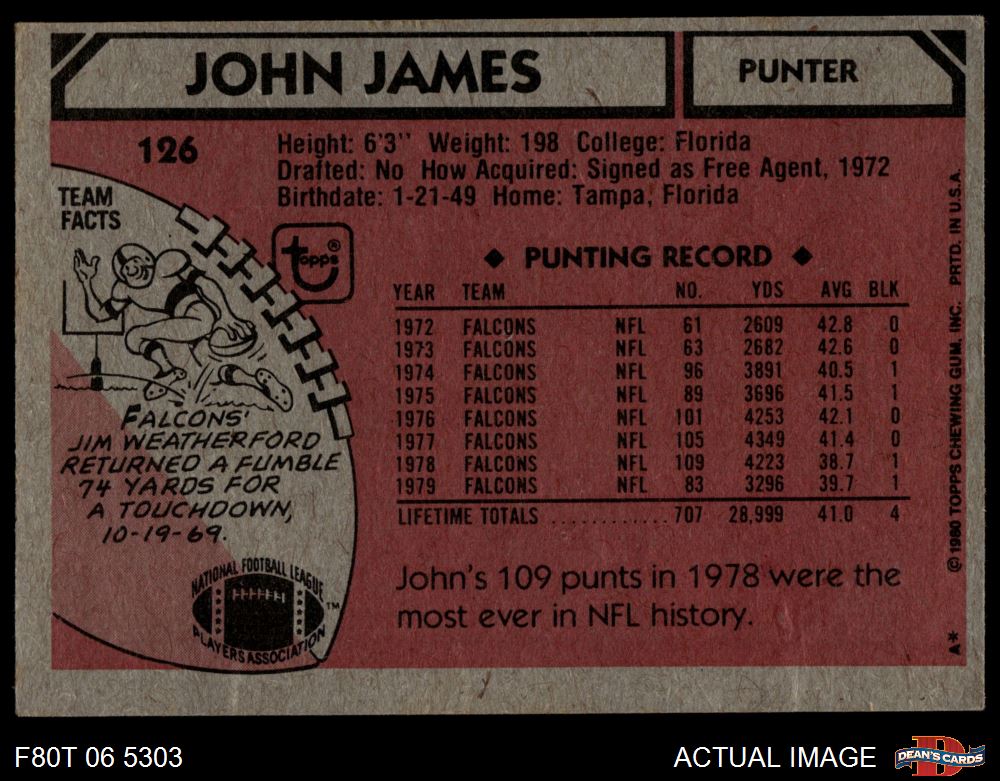 JOHN JAMES
PUNTER
126
Height: 6'3" Weight: 198 College: Florida
Drafted: No How Acquired: Signed as Free Agent, 1972
Birthdate: 1-21-49 Home: Tampa, Florida
TEAM
FACTS
topps®
FALCONS'
JIM WEATHERFORD
RETURNED A FUMBLE
74 YARDS FOR
A TOUCHDOWN,
10-19-69.
NATIONAL FOOTBALL LEAGUE
PLAYERS ASSOCIATION
TM
◆ PUNTING RECORD ◆
YEAR TEAM NO. YDS AVG BLK
1972 FALCONS NFL 61 2609 42.8 0
1973 FALCONS NFL 63 2682 42.6 0
1974 FALCONS NFL 96 3891 40.5 1
1975 FALCONS NFL 89 3696 41.5 1
1976 FALCONS NFL 101 4253 42.1 0
1977 FALCONS NFL 105 4349 41.4 0
1978 FALCONS NFL 109 4223 38.7 1
1979 FALCONS NFL 83 3296 39.7 1
LIFETIME TOTALS ............ 707 28,999 41.0 4
John's 109 punts in 1978 were the
most ever in NFL history.
A* © 1980 TOPPS CHEWING GUM, INC. PRTD. IN U.S.A.
F80T 06 5303
ACTUAL IMAGE
D
DEAN'S CARDS